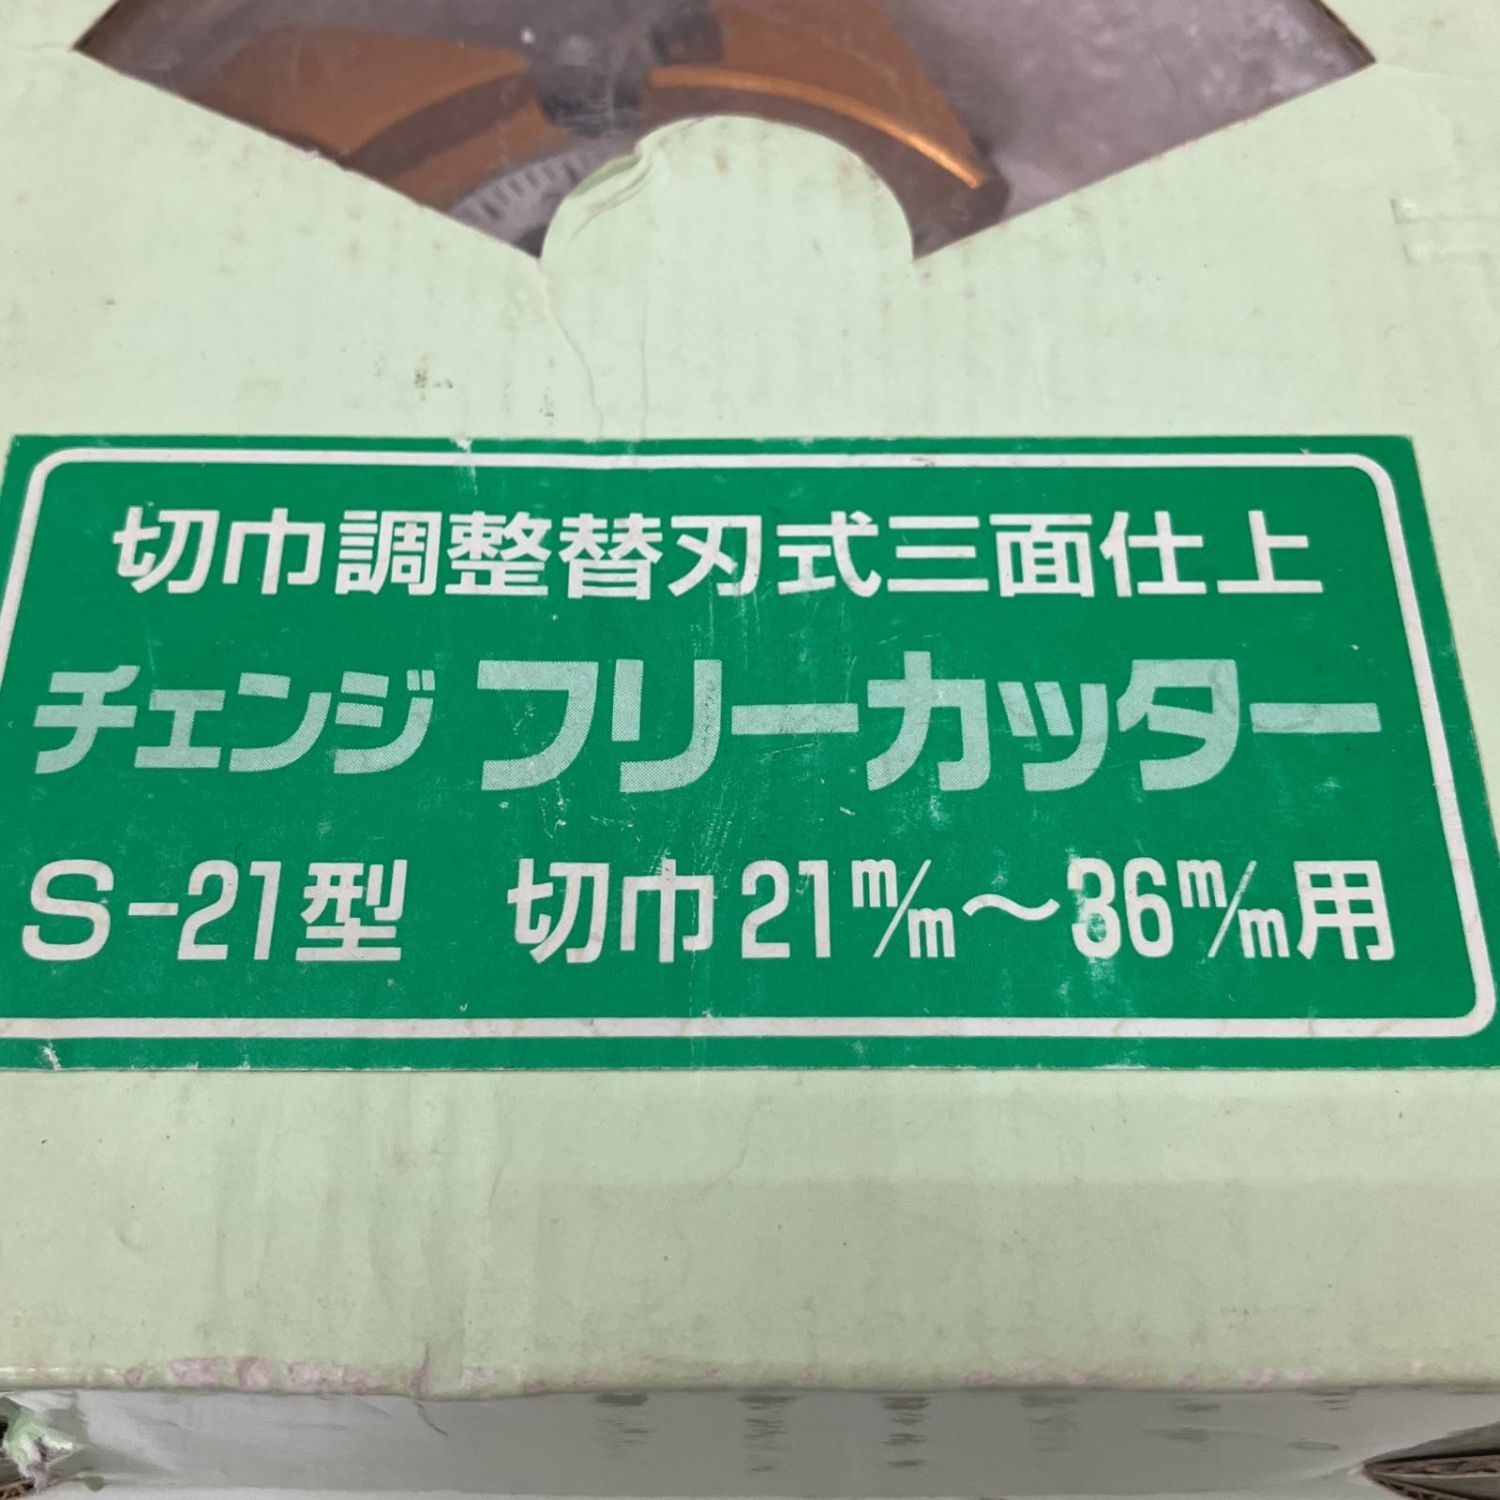 切巾調整替刃式三面仕上
チェンジ フリーカッター
S-21型 切巾21m/m～36m/m用